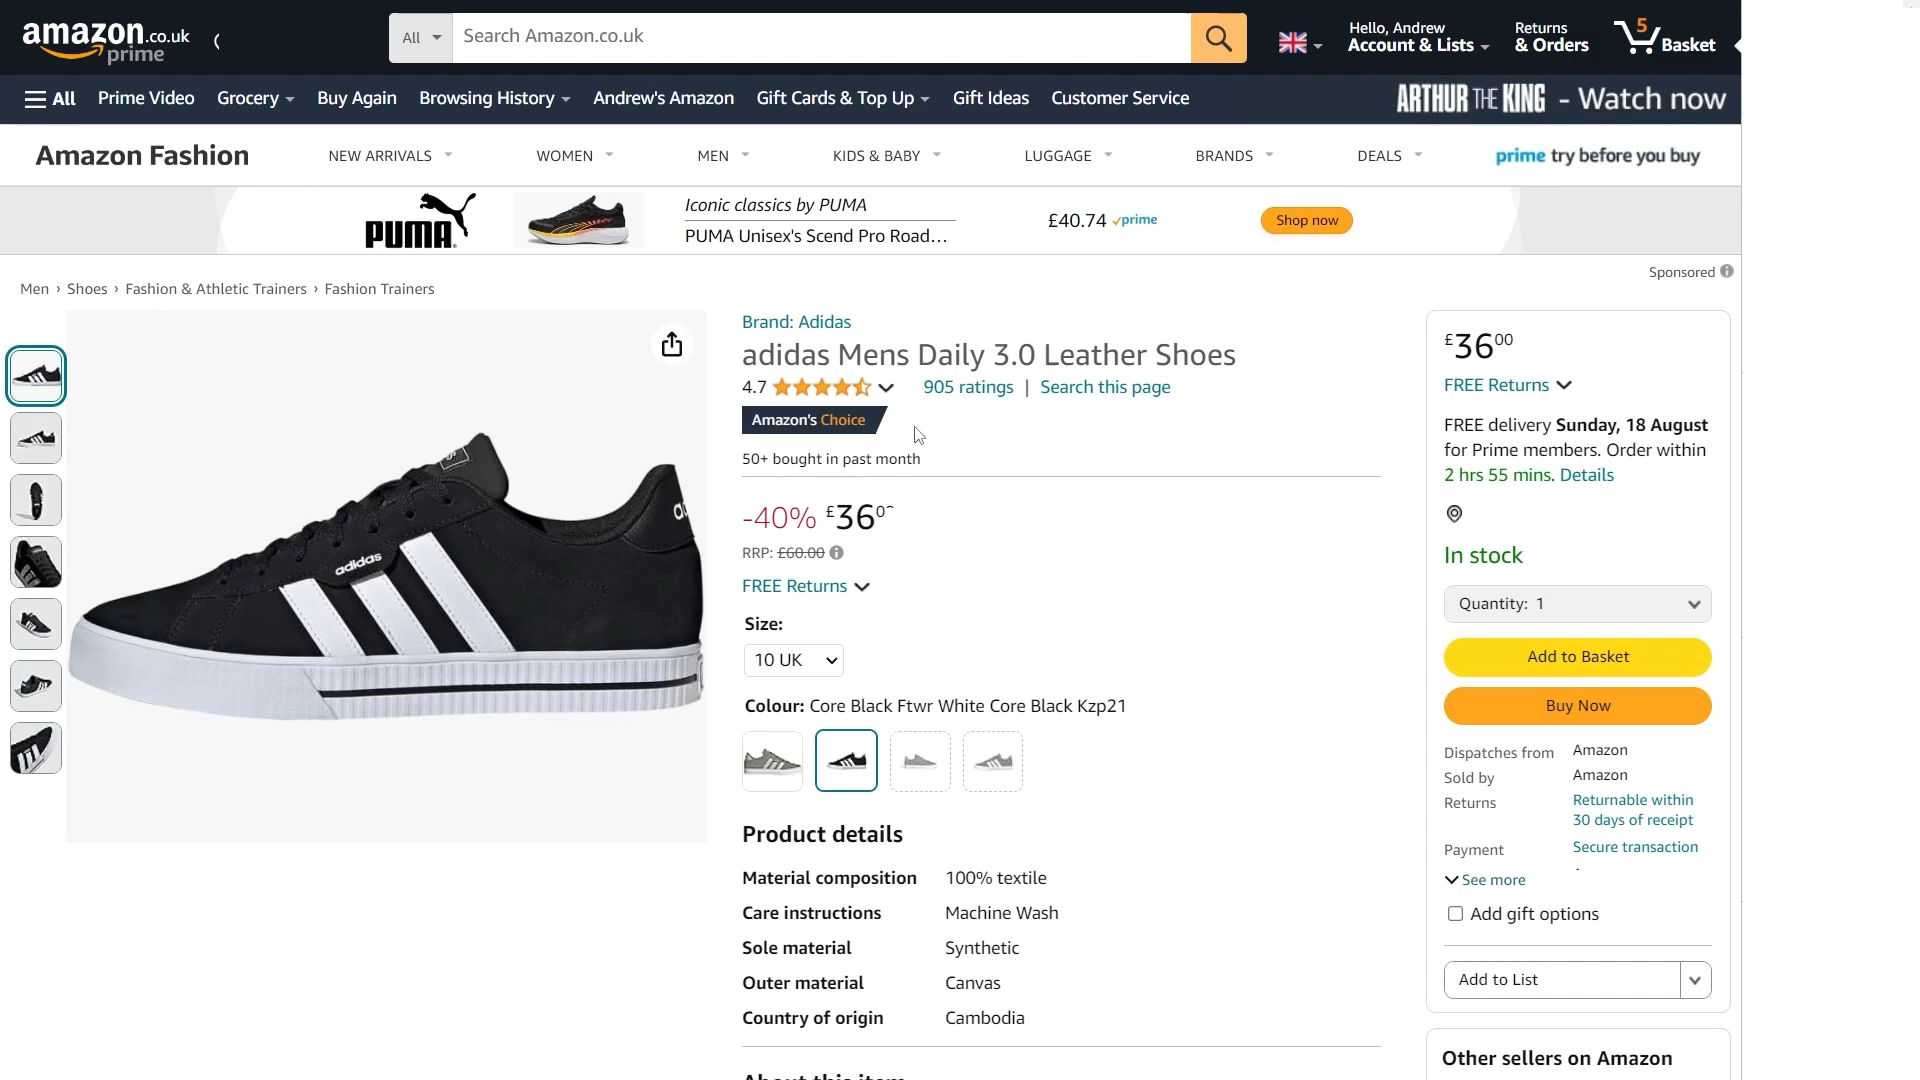 amazon.co.uk
prime
All
Search Amazon.co.uk
Hello, Andrew
Account & Lists
Returns
& Orders
5
Basket
All Prime Video Grocery Buy Again Browsing History Andrew's Amazon Gift Cards & Top Up Gift Ideas Customer Service
ARTHUR THE KING - Watch now
Amazon Fashion NEW ARRIVALS WOMEN MEN KIDS & BABY LUGGAGE BRANDS DEALS prime try before you buy
PUMA
Iconic classics by PUMA
PUMA Unisex's Scend Pro Road...
£40.74 prime
Shop now
Sponsored
Men › Shoes › Fashion & Athletic Trainers › Fashion Trainers
adidas
Brand: Adidas
adidas Mens Daily 3.0 Leather Shoes
4.7 905 ratings | Search this page
Amazon's Choice
50+ bought in past month
-40% £36
RRP: £60.00
FREE Returns
Size:
10 UK
Colour: Core Black Ftwr White Core Black Kzp21
Product details
Material composition 100% textile
Care instructions Machine Wash
Sole material Synthetic
Outer material Canvas
Country of origin Cambodia
£36 00
FREE Returns
FREE delivery Sunday, 18 August
for Prime members. Order within
2 hrs 55 mins. Details
In stock
Quantity: 1
Add to Basket
Buy Now
Dispatches from Amazon
Sold by Amazon
Returns Returnable within
30 days of receipt
Payment Secure transaction
See more
Add gift options
Add to List
Other sellers on Amazon